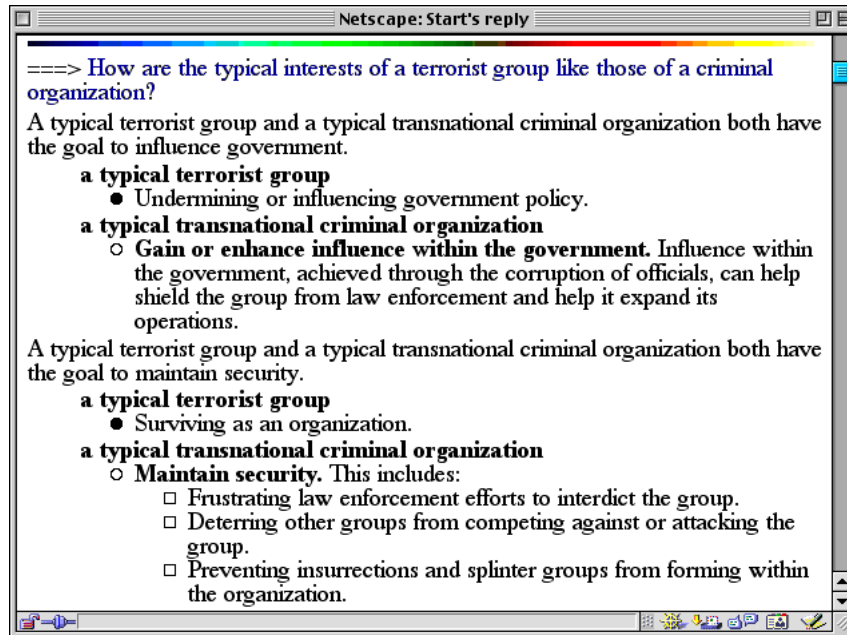 Netscape: Start's reply
===> How are the typical interests of a terrorist group like those of a criminal
organization?
A typical terrorist group and a typical transnational criminal organization both have
the goal to influence government.
a typical terrorist group
● Undermining or influencing government policy.
a typical transnational criminal organization
○ Gain or enhance influence within the government. Influence within
the government, achieved through the corruption of officials, can help
shield the group from law enforcement and help it expand its
operations.
A typical terrorist group and a typical transnational criminal organization both have
the goal to maintain security.
a typical terrorist group
● Surviving as an organization.
a typical transnational criminal organization
○ Maintain security. This includes:
□ Frustrating law enforcement efforts to interdict the group.
□ Deterring other groups from competing against or attacking the
group.
□ Preventing insurrections and splinter groups from forming within
the organization.